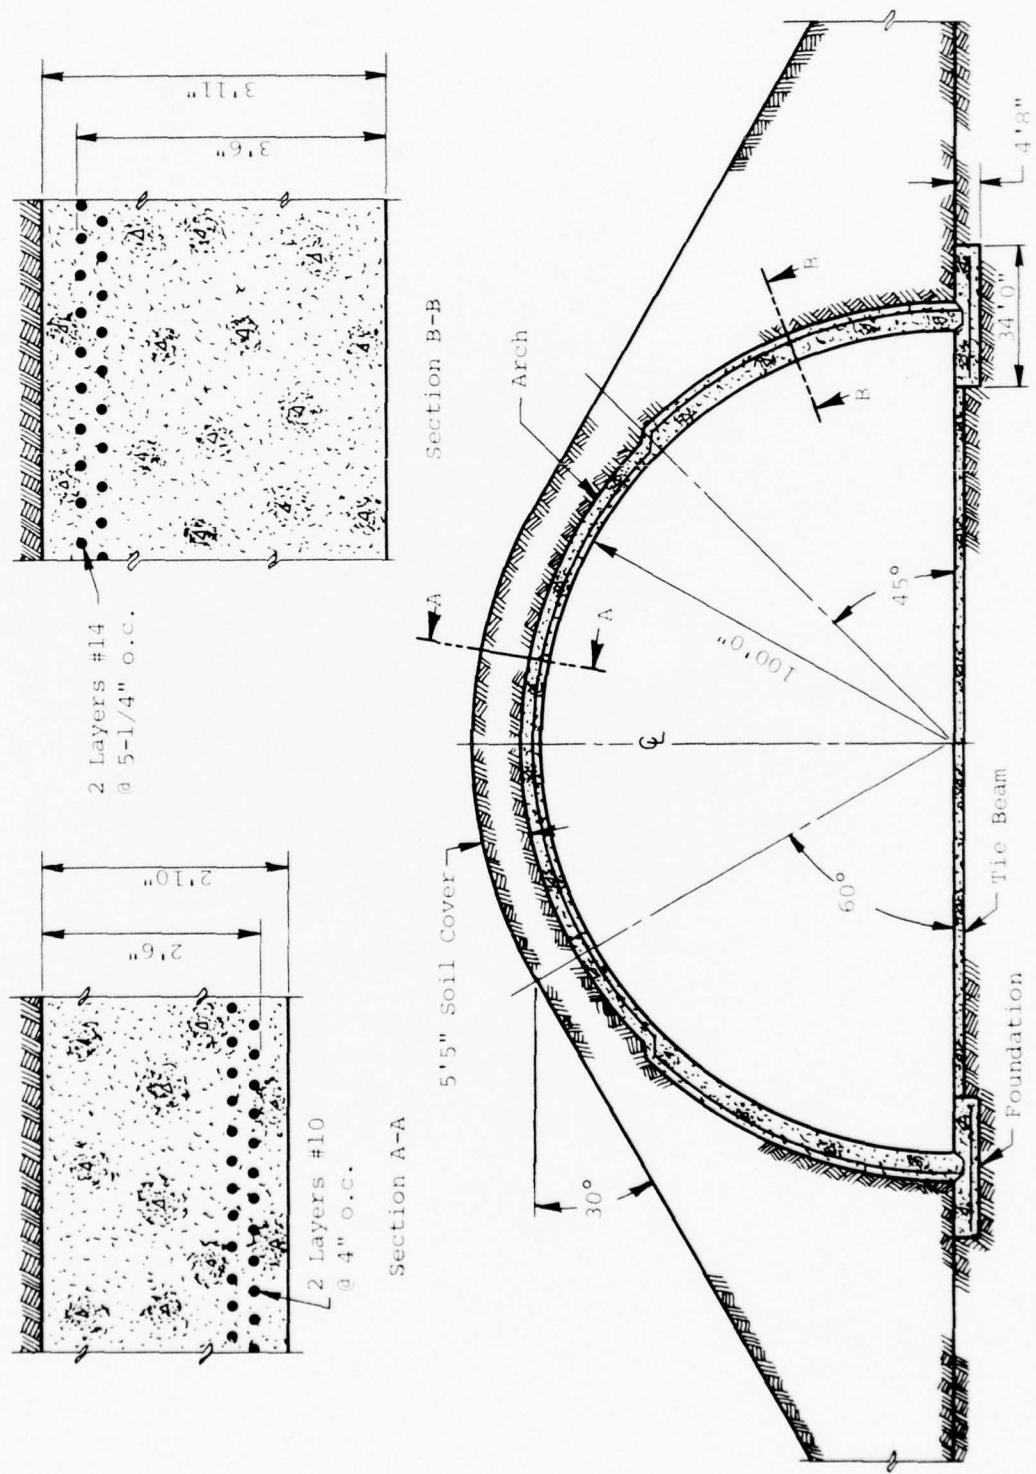 2'6"
2'10"
2 Layers #10
@ 4" o.c.
Section A-A
3'6"
3'11"
2 Layers #14
@ 5-1/4" o.c.
Section B-B
5'5" Soil Cover
A
A
Arch
B
B
℄
30°
60°
45°
100'0"
34'0"
4'8"
Tie Beam
Foundation